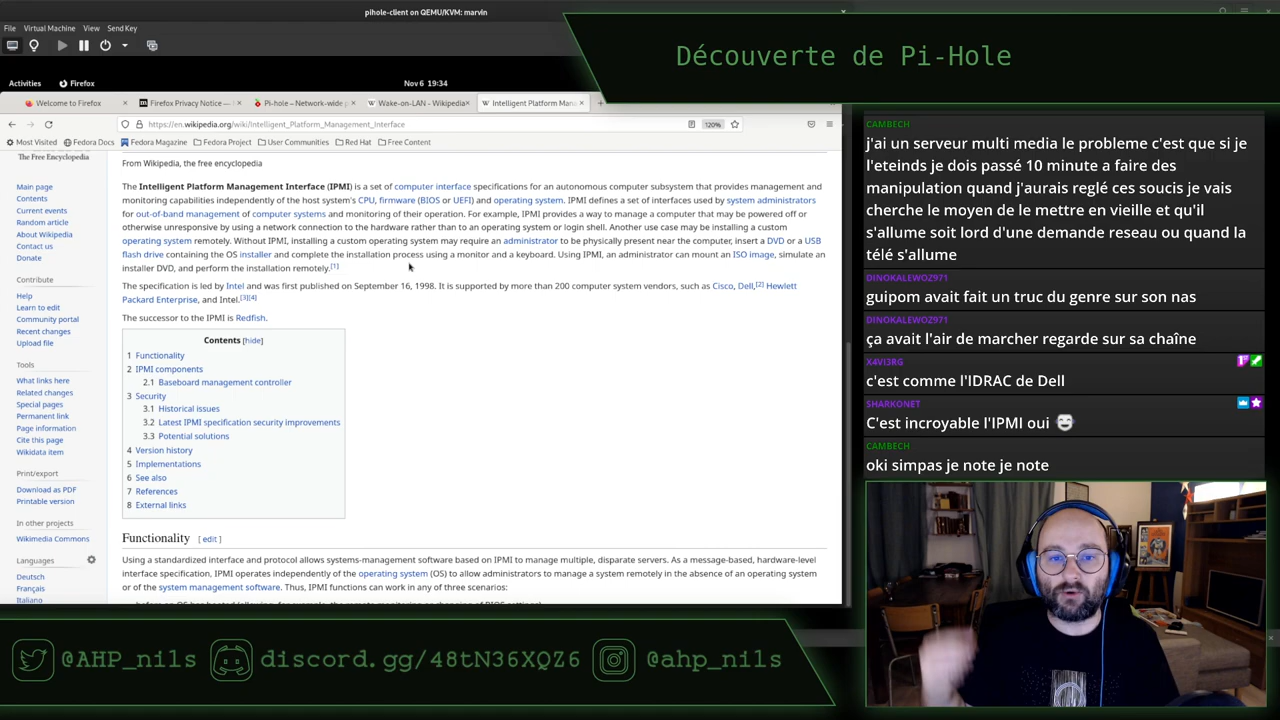 pihole-client on QEMU/KVM: marvin
File Virtual Machine View Send Key
Découverte de Pi-Hole
Activities Firefox Nov 6 19:34
Welcome to Firefox
Firefox Privacy Notice —
Pi-hole – Network-wide
Wake-on-LAN - Wikipedia
Intelligent Platform Mana
https://en.wikipedia.org/wiki/Intelligent_Platform_Management_Interface
120%
Most Visited Fedora Docs Fedora Magazine Fedora Project User Communities Red Hat Free Content
The Free Encyclopedia
Main page
Contents
Current events
Random article
About Wikipedia
Contact us
Donate
Contribute
Help
Learn to edit
Community portal
Recent changes
Upload file
Tools
What links here
Related changes
Special pages
Permanent link
Page information
Cite this page
Wikidata item
Print/export
Download as PDF
Printable version
In other projects
Wikimedia Commons
Languages
Deutsch
Français
Italiano
From Wikipedia, the free encyclopedia
The Intelligent Platform Management Interface (IPMI) is a set of computer interface specifications for an autonomous computer subsystem that provides management and
monitoring capabilities independently of the host system's CPU, firmware (BIOS or UEFI) and operating system. IPMI defines a set of interfaces used by system administrators
for out-of-band management of computer systems and monitoring of their operation. For example, IPMI provides a way to manage a computer that may be powered off or
otherwise unresponsive by using a network connection to the hardware rather than to an operating system or login shell. Another use case may be installing a custom
operating system remotely. Without IPMI, installing a custom operating system may require an administrator to be physically present near the computer, insert a DVD or a USB
flash drive containing the OS installer and complete the installation process using a monitor and a keyboard. Using IPMI, an administrator can mount an ISO image, simulate an
installer DVD, and perform the installation remotely.[1]
The specification is led by Intel and was first published on September 16, 1998. It is supported by more than 200 computer system vendors, such as Cisco, Dell,[2] Hewlett
Packard Enterprise, and Intel.[3][4]
The successor to the IPMI is Redfish.
Contents [hide]
1 Functionality
2 IPMI components
2.1 Baseboard management controller
3 Security
3.1 Historical issues
3.2 Latest IPMI specification security improvements
3.3 Potential solutions
4 Version history
5 Implementations
6 See also
7 References
8 External links
Functionality [ edit ]
Using a standardized interface and protocol allows systems-management software based on IPMI to manage multiple, disparate servers. As a message-based, hardware-level
interface specification, IPMI operates independently of the operating system (OS) to allow administrators to manage a system remotely in the absence of an operating system
or of the system management software. Thus, IPMI functions can work in any of three scenarios:
CAMBECH
j'ai un serveur multi media le probleme c'est que si je
l'eteinds je dois passé 10 minute a faire des
manipulation quand j'aurais reglé ces soucis je vais
cherche le moyen de le mettre en vieille et qu'il
s'allume soit lord d'une demande reseau ou quand la
télé s'allume
DINOKALEWOZ971
guipom avait fait un truc du genre sur son nas
DINOKALEWOZ971
ça avait l'air de marcher regarde sur sa chaîne
X4VI3RG
c'est comme l'IDRAC de Dell
SHARKONET
C'est incroyable l'IPMI oui
CAMBECH
oki simpas je note je note
@AHP_nils discord.gg/48tN36XQZ6 @ahp_nils